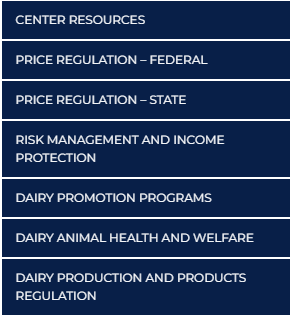 CENTER RESOURCES
PRICE REGULATION – FEDERAL
PRICE REGULATION – STATE
RISK MANAGEMENT AND INCOME
PROTECTION
DAIRY PROMOTION PROGRAMS
DAIRY ANIMAL HEALTH AND WELFARE
DAIRY PRODUCTION AND PRODUCTS
REGULATION